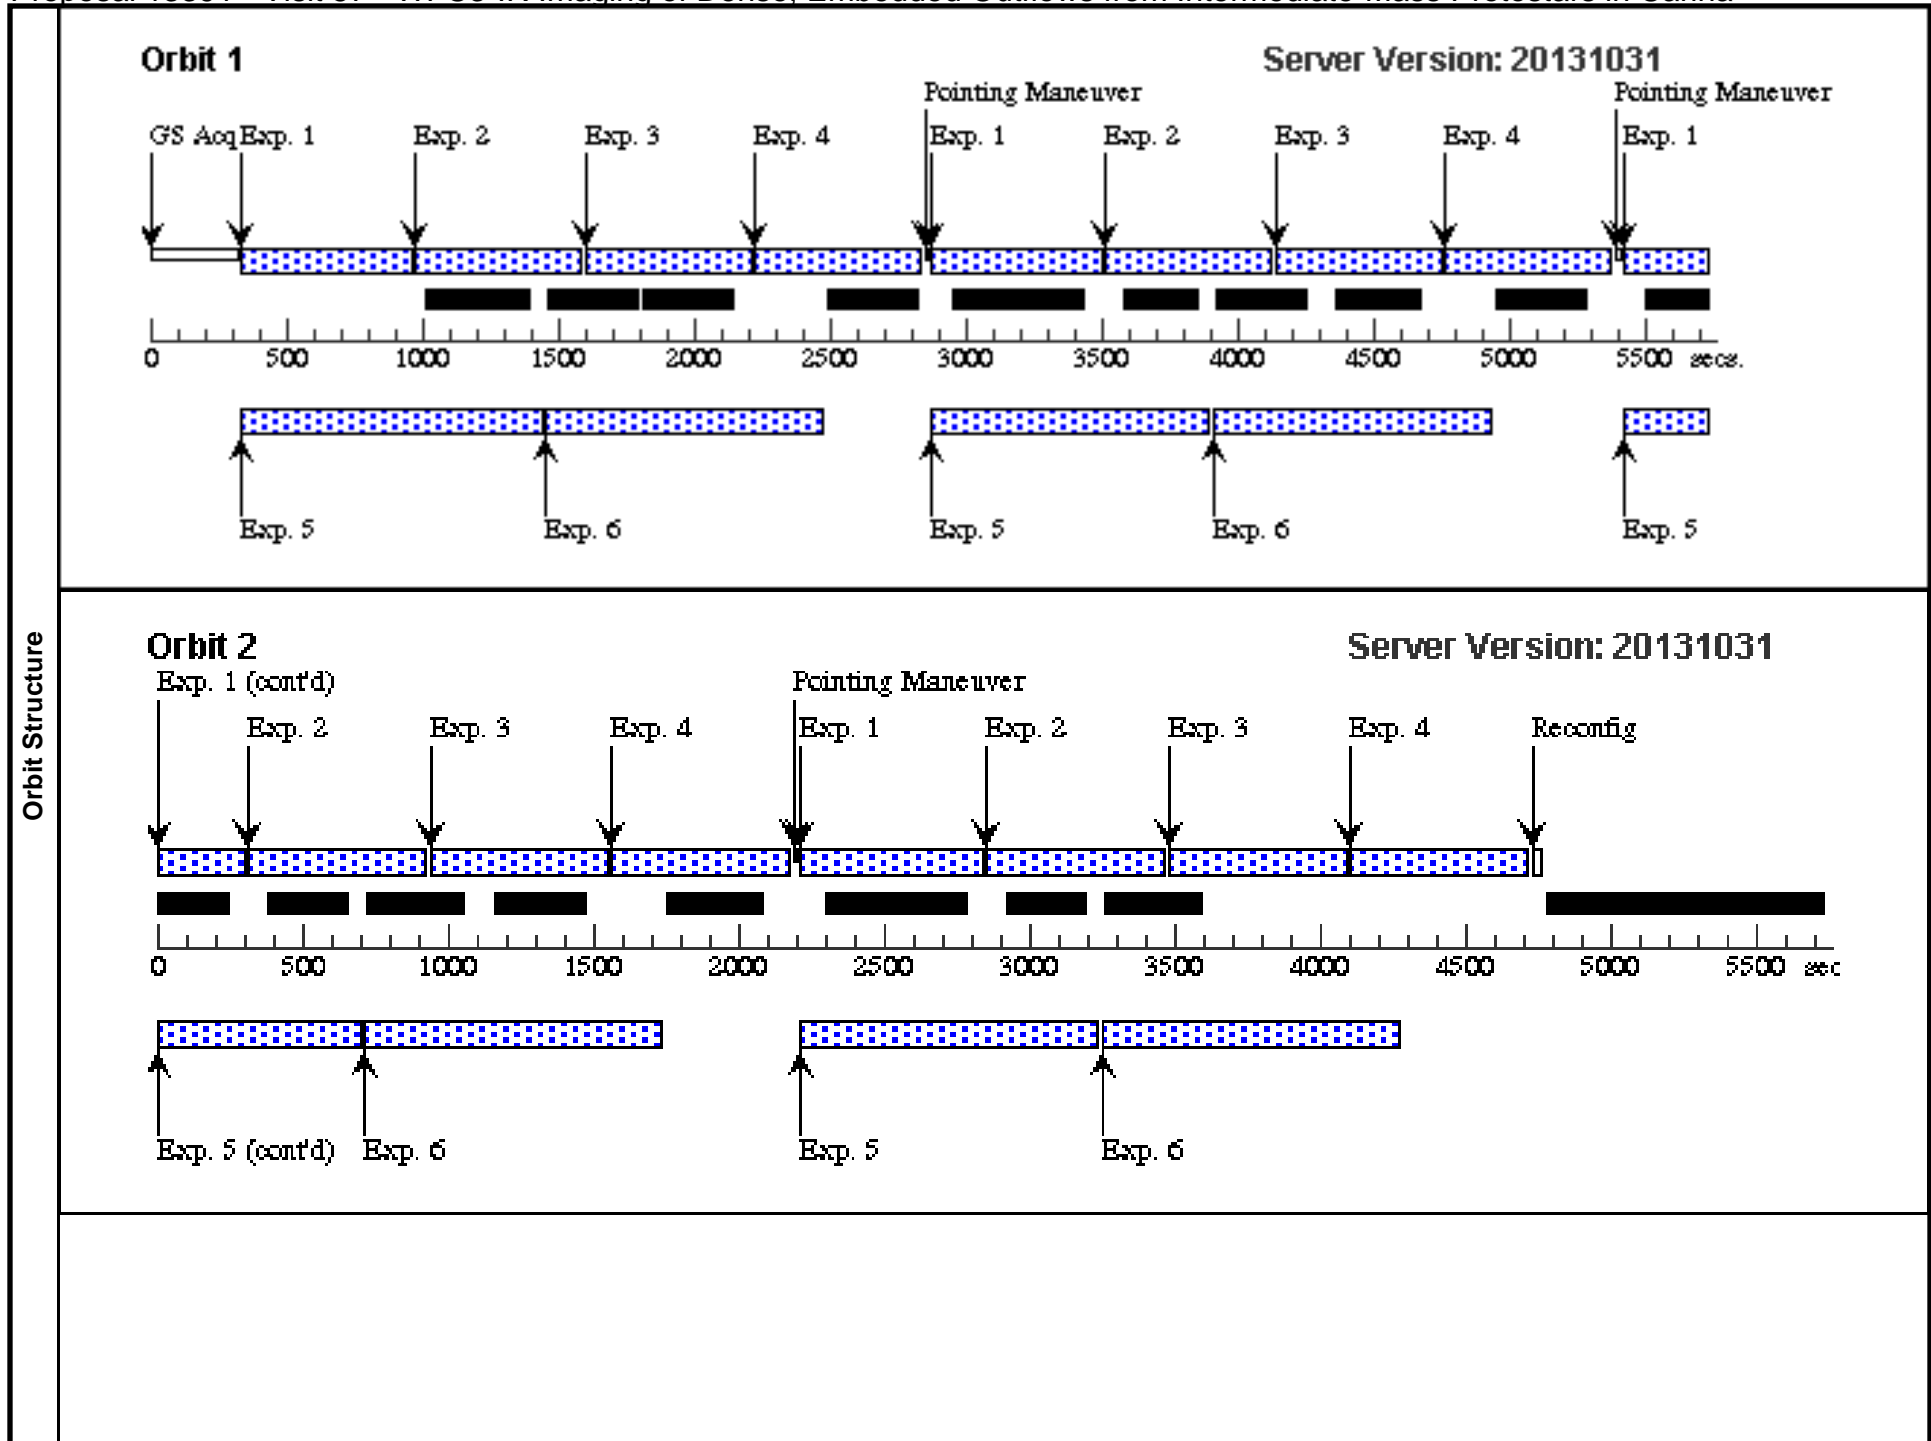 Orbit Structure
Orbit 1 Server Version: 20131031
Pointing Maneuver Pointing Maneuver
GS Acq Exp. 1 Exp. 2 Exp. 3 Exp. 4 Exp. 1 Exp. 2 Exp. 3 Exp. 4 Exp. 1
0 500 1000 1500 2000 2500 3000 3500 4000 4500 5000 5500 secs.
Exp. 5 Exp. 6 Exp. 5 Exp. 6 Exp. 5
Orbit 2 Server Version: 20131031
Exp. 1 (cont'd) Pointing Maneuver
Exp. 2 Exp. 3 Exp. 4 Exp. 1 Exp. 2 Exp. 3 Exp. 4 Reconfig
0 500 1000 1500 2000 2500 3000 3500 4000 4500 5000 5500 sec
Exp. 5 (cont'd) Exp. 6 Exp. 5 Exp. 6